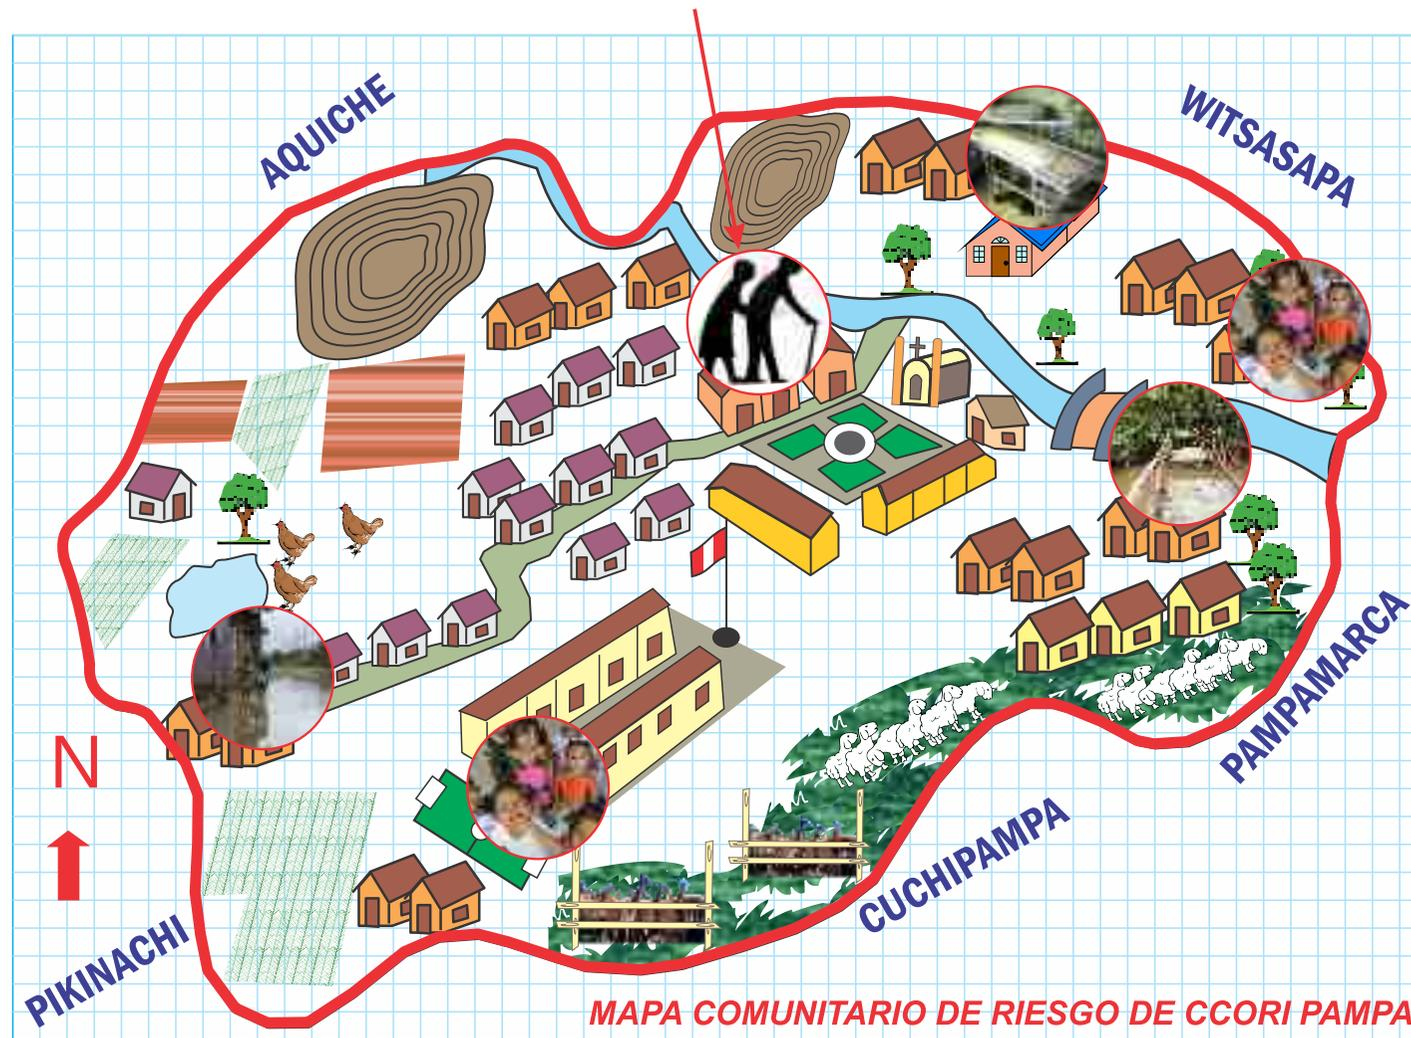 AQUICHE
WITSASAPA
PAMPAMARCA
N
CUCHIPAMPA
PIKINACHI
MAPA COMUNITARIO DE RIESGO DE CCORI PAMPA